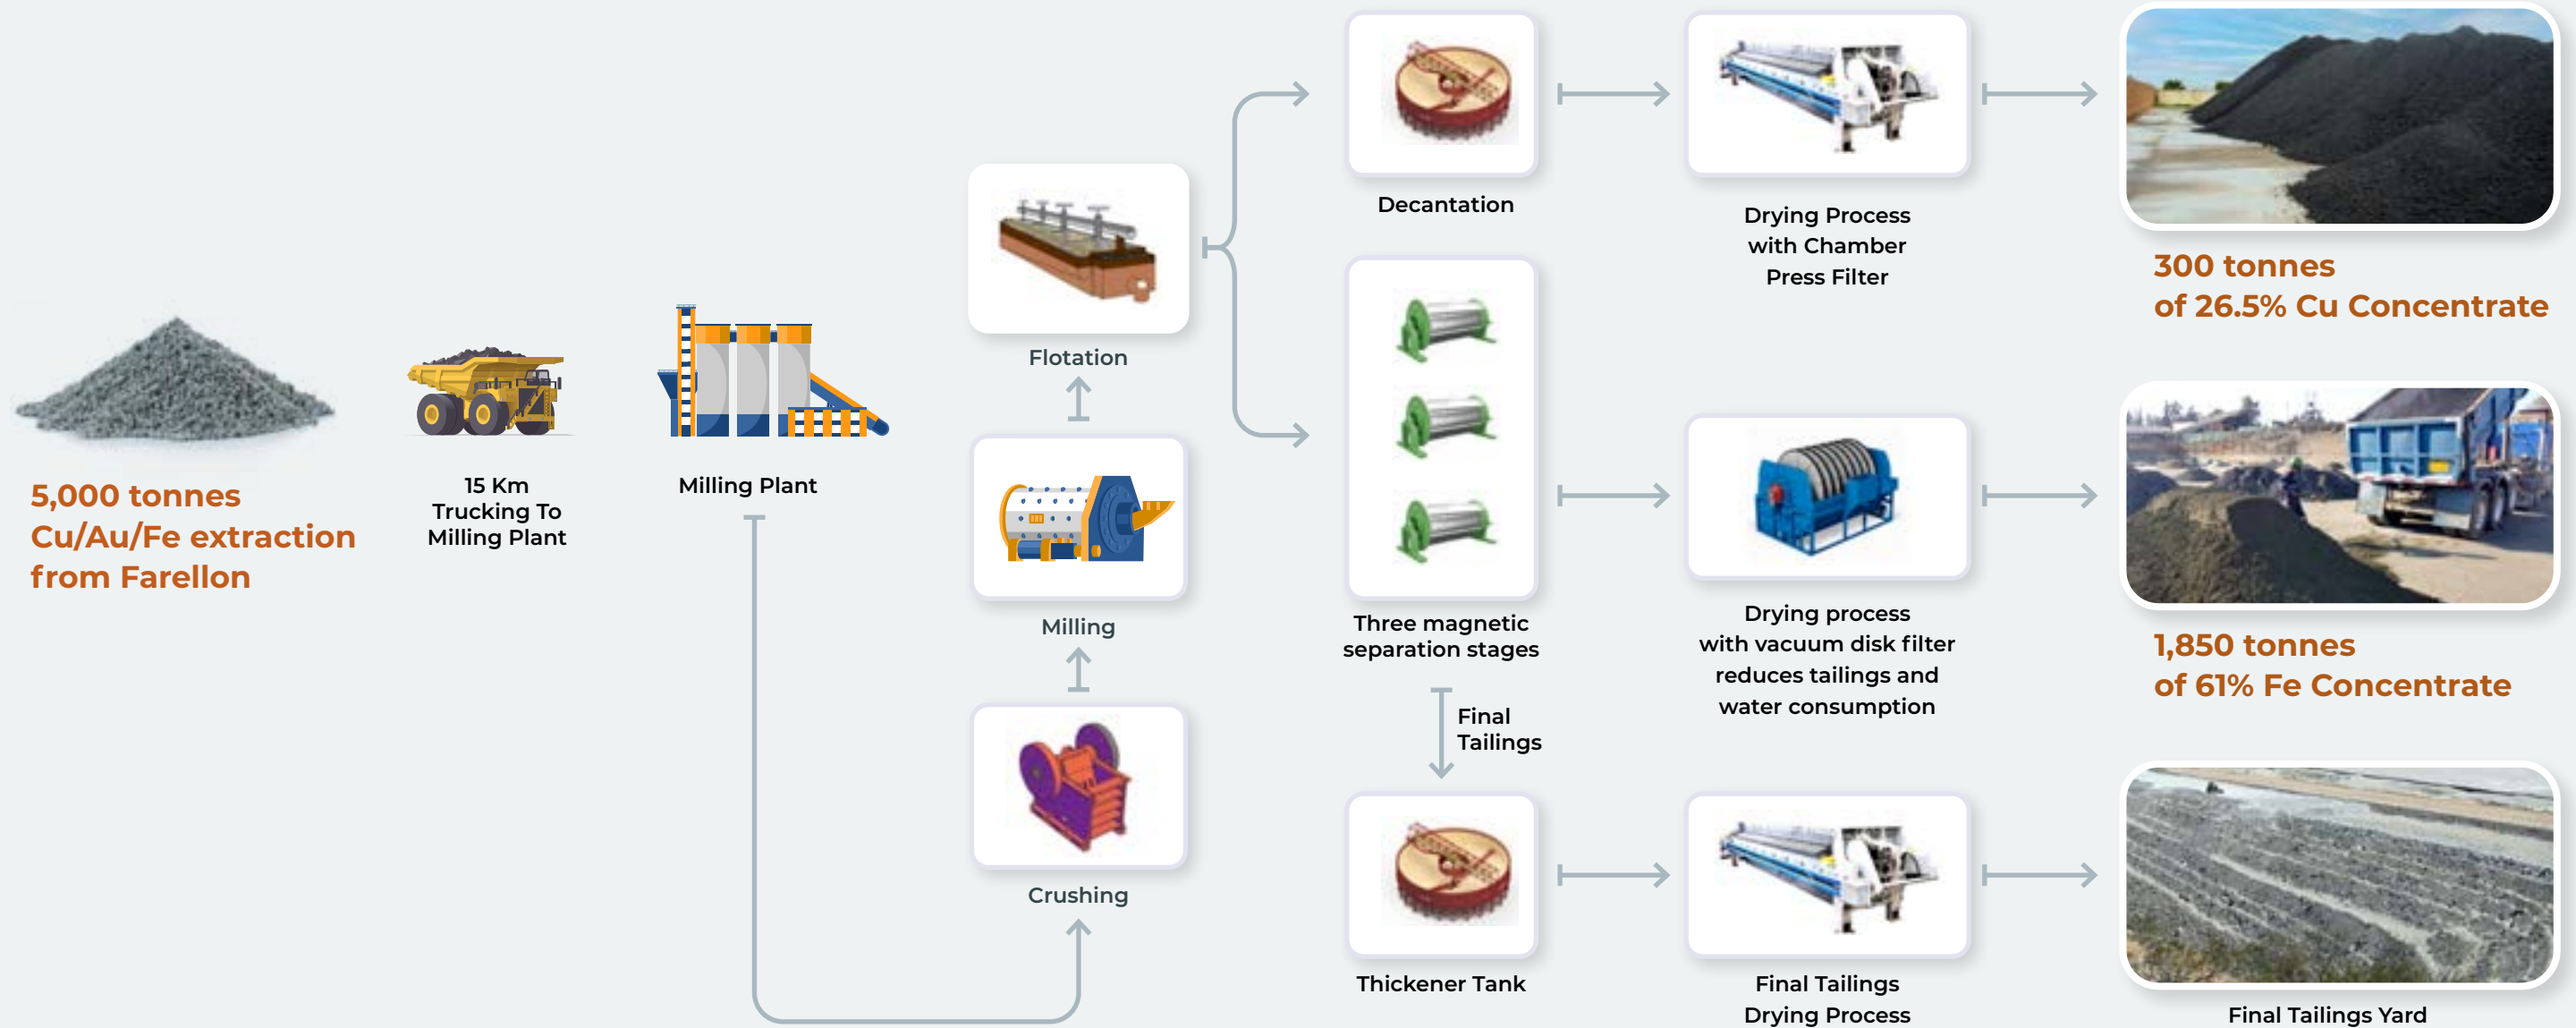 5,000 tonnes
Cu/Au/Fe extraction
from Farellon
15 Km
Trucking To
Milling Plant
Milling Plant
Flotation
Milling
Crushing
Decantation
Three magnetic
separation stages
Final
Tailings
Thickener Tank
Drying Process
with Chamber
Press Filter
Drying process
with vacuum disk filter
reduces tailings and
water consumption
Final Tailings
Drying Process
300 tonnes
of 26.5% Cu Concentrate
1,850 tonnes
of 61% Fe Concentrate
Final Tailings Yard